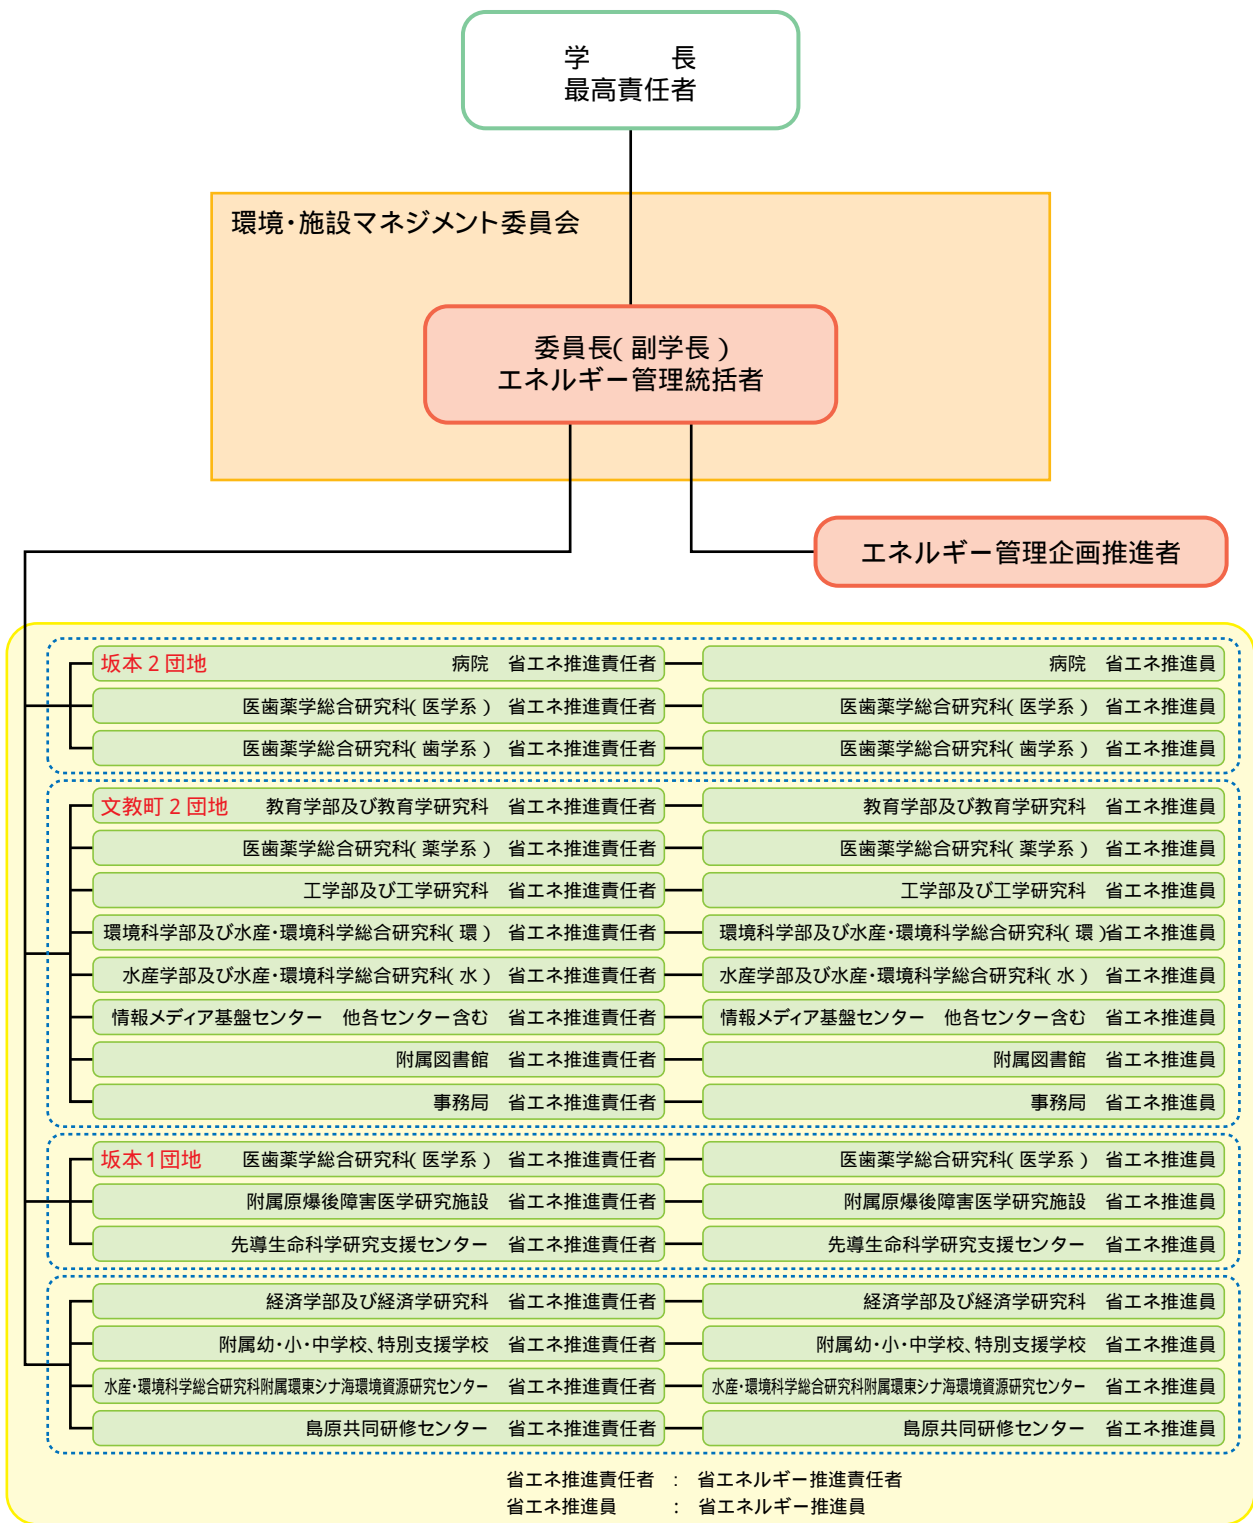 学　　　長
最高責任者
環境・施設マネジメント委員会
委員長(副学長)
エネルギー管理統括者
エネルギー管理企画推進者
坂本2団地　病院　省エネ推進責任者　病院　省エネ推進員
医歯薬学総合研究科(医学系)　省エネ推進責任者　医歯薬学総合研究科(医学系)　省エネ推進員
医歯薬学総合研究科(歯学系)　省エネ推進責任者　医歯薬学総合研究科(歯学系)　省エネ推進員
文教町2団地　教育学部及び教育学研究科　省エネ推進責任者　教育学部及び教育学研究科　省エネ推進員
医歯薬学総合研究科(薬学系)　省エネ推進責任者　医歯薬学総合研究科(薬学系)　省エネ推進員
工学部及び工学研究科　省エネ推進責任者　工学部及び工学研究科　省エネ推進員
環境科学部及び水産・環境科学総合研究科(環)　省エネ推進責任者　環境科学部及び水産・環境科学総合研究科(環)省エネ推進員
水産学部及び水産・環境科学総合研究科(水)　省エネ推進責任者　水産学部及び水産・環境科学総合研究科(水)　省エネ推進員
情報メディア基盤センター　他各センター含む　省エネ推進責任者　情報メディア基盤センター　他各センター含む　省エネ推進員
附属図書館　省エネ推進責任者　附属図書館　省エネ推進員
事務局　省エネ推進責任者　事務局　省エネ推進員
坂本1団地　医歯薬学総合研究科(医学系)　省エネ推進責任者　医歯薬学総合研究科(医学系)　省エネ推進員
附属原爆後障害医学研究施設　省エネ推進責任者　附属原爆後障害医学研究施設　省エネ推進員
先導生命科学研究支援センター　省エネ推進責任者　先導生命科学研究支援センター　省エネ推進員
経済学部及び経済学研究科　省エネ推進責任者　経済学部及び経済学研究科　省エネ推進員
附属幼・小・中学校、特別支援学校　省エネ推進責任者　附属幼・小・中学校、特別支援学校　省エネ推進員
水産・環境科学総合研究科附属環東シナ海環境資源研究センター　省エネ推進責任者　水産・環境科学総合研究科附属環東シナ海環境資源研究センター　省エネ推進員
島原共同研修センター　省エネ推進責任者　島原共同研修センター　省エネ推進員
省エネ推進責任者　:　省エネルギー推進責任者
省エネ推進員　:　省エネルギー推進員